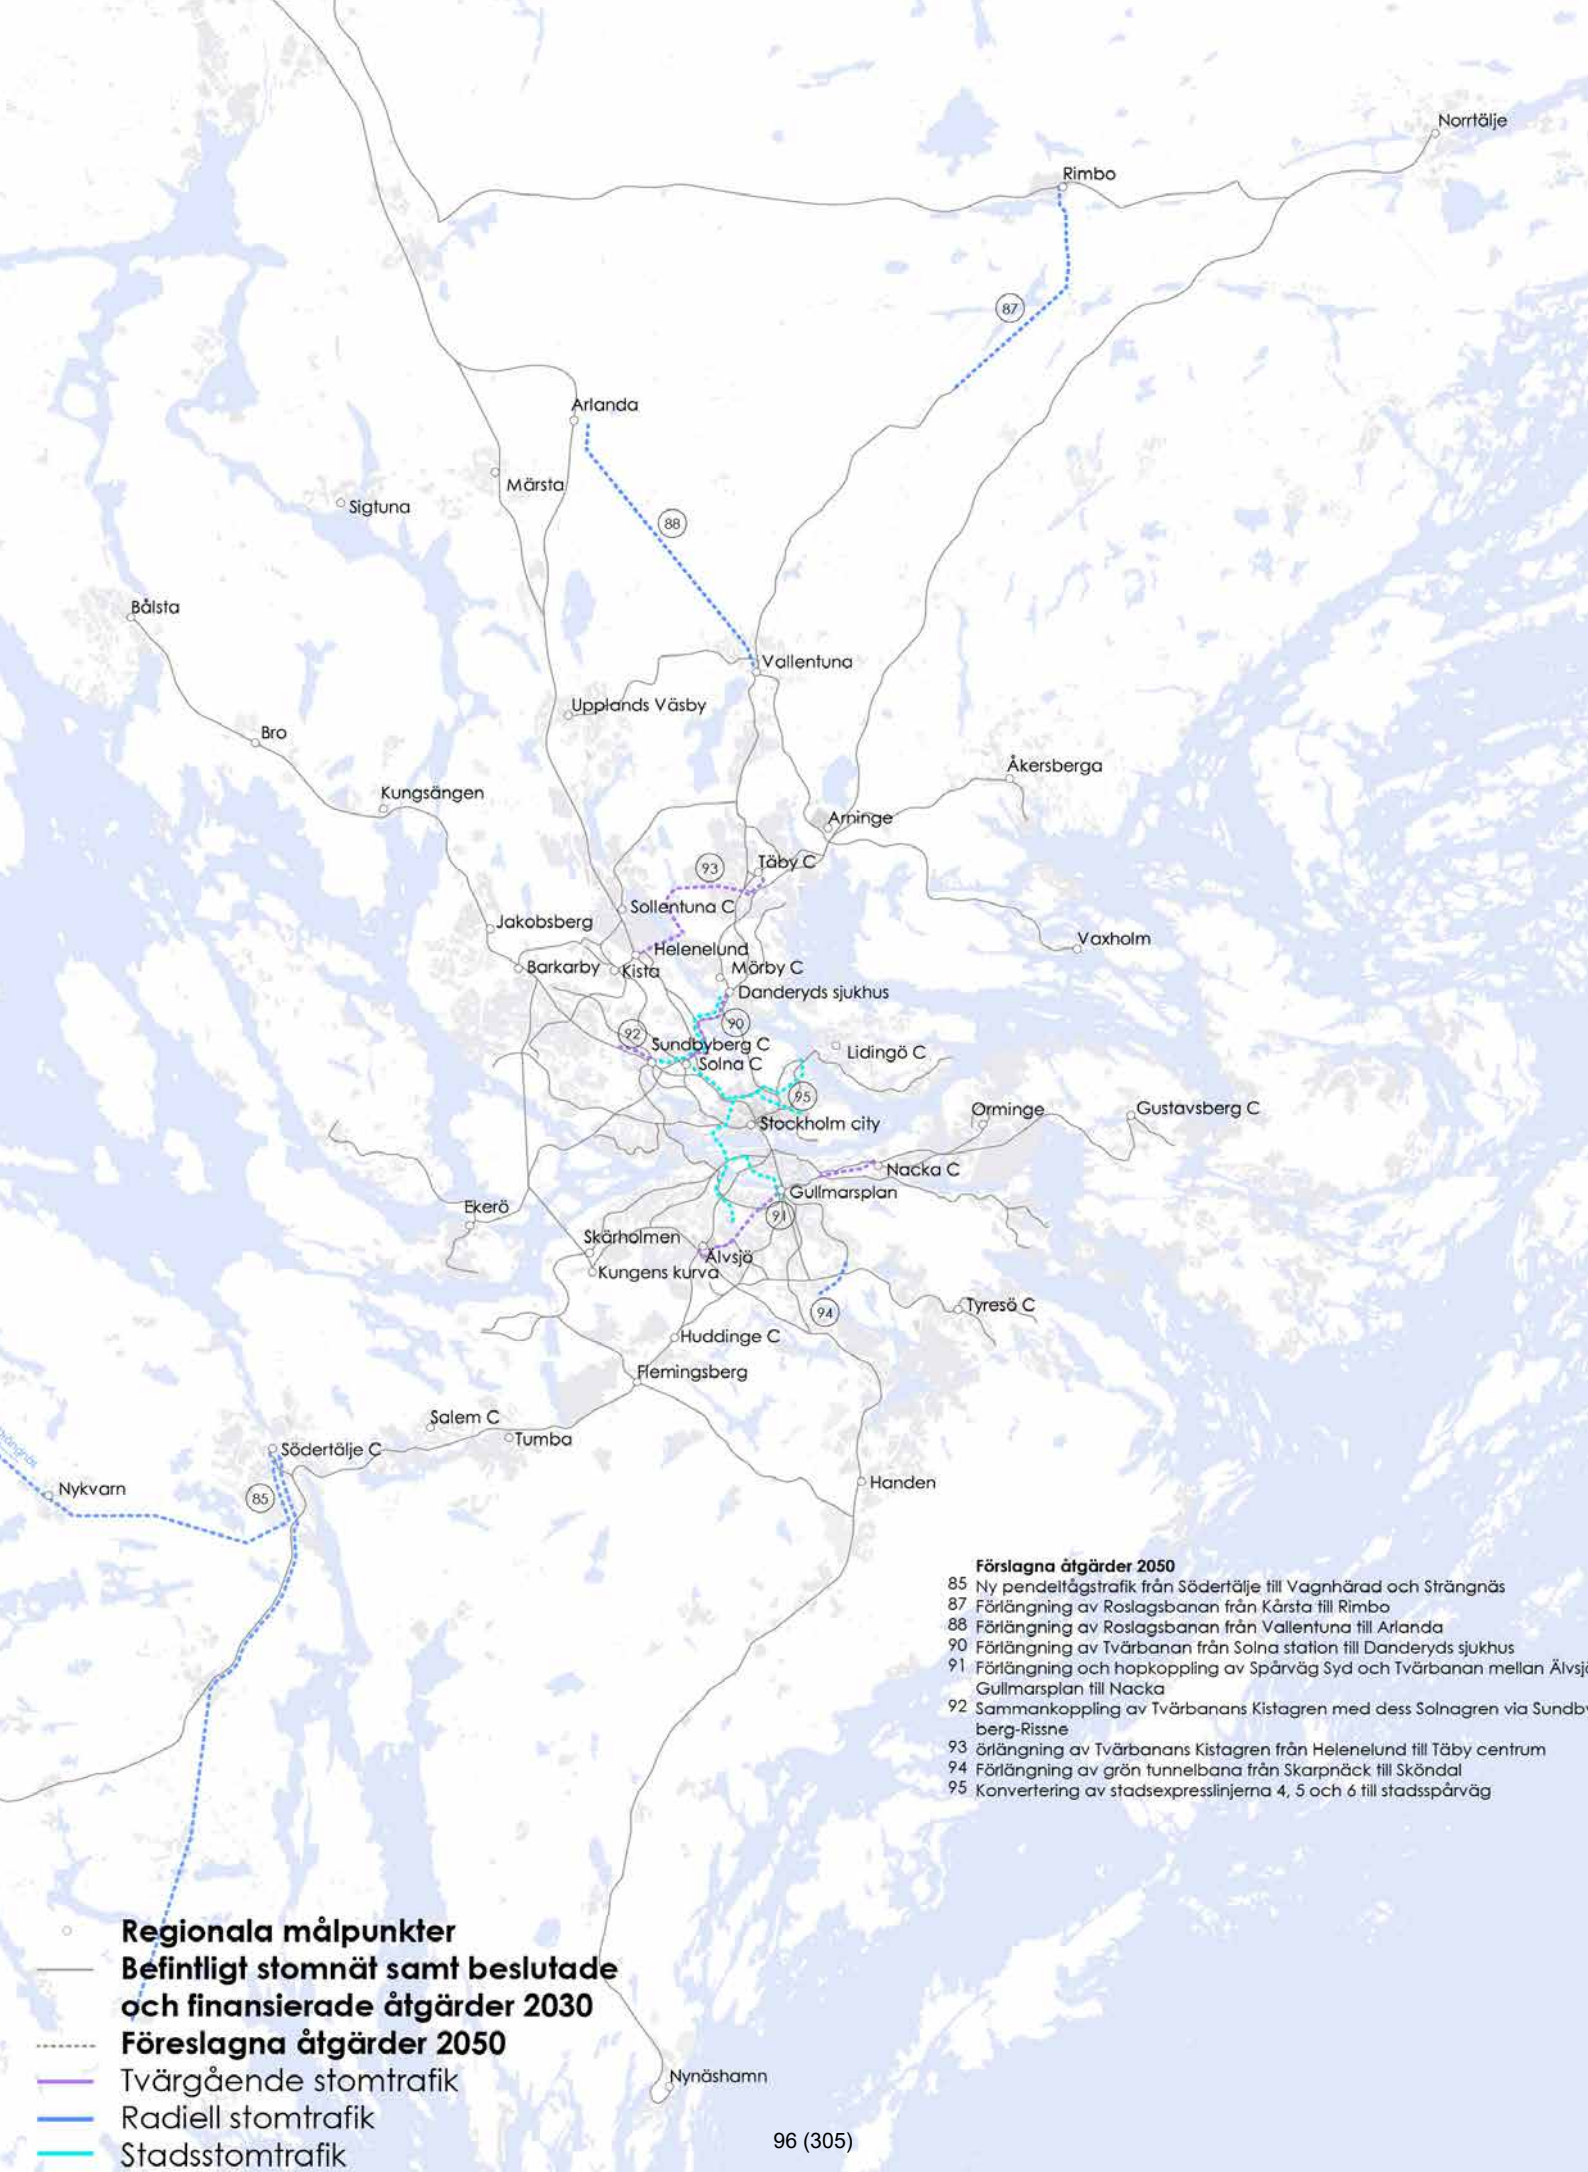 Norrtälje
Rimbo
87
Arlanda
Märsta
Sigtuna
88
Bålsta
Vallentuna
Upplands Väsby
Bro
Åkersberga
Kungsängen
Arninge
Täby C
93
Sollentuna C
Jakobsberg
Vaxholm
Helenelund
Barkarby
Kista
Mörby C
Danderyds sjukhus
90
92
Sundbyberg C
Lidingö C
Solna C
95
Orminge
Gustavsberg C
Stockholm city
Nacka C
Gullmarsplan
Ekerö
91
Skärholmen
Älvsjö
Kungens kurva
Tyresö C
94
Huddinge C
Flemingsberg
Salem C
Tumba
Södertälje C
Nykvarn
85
Handen
Förslagna åtgärder 2050
85 Ny pendeltågstrafik från Södertälje till Vagnhärad och Strängnäs
87 Förlängning av Roslagsbanan från Kårsta till Rimbo
88 Förlängning av Roslagsbanan från Vallentuna till Arlanda
90 Förlängning av Tvärbanan från Solna station till Danderyds sjukhus
91 Förlängning och hopkoppling av Spårväg Syd och Tvärbanan mellan Älvsjö
Gullmarsplan till Nacka
92 Sammankoppling av Tvärbanans Kistagren med dess Solnagren via Sundby
berg-Rissne
93 örlängning av Tvärbanans Kistagren från Helenelund till Täby centrum
94 Förlängning av grön tunnelbana från Skarpnäck till Sköndal
95 Konvertering av stadsexpresslinjerna 4, 5 och 6 till stadsspårväg
Regionala målpunkter
Befintligt stomnät samt beslutade
och finansierade åtgärder 2030
Föreslagna åtgärder 2050
Tvärgående stomtrafik
Radiell stomtrafik
Stadsstomtrafik
Nynäshamn
96 (305)